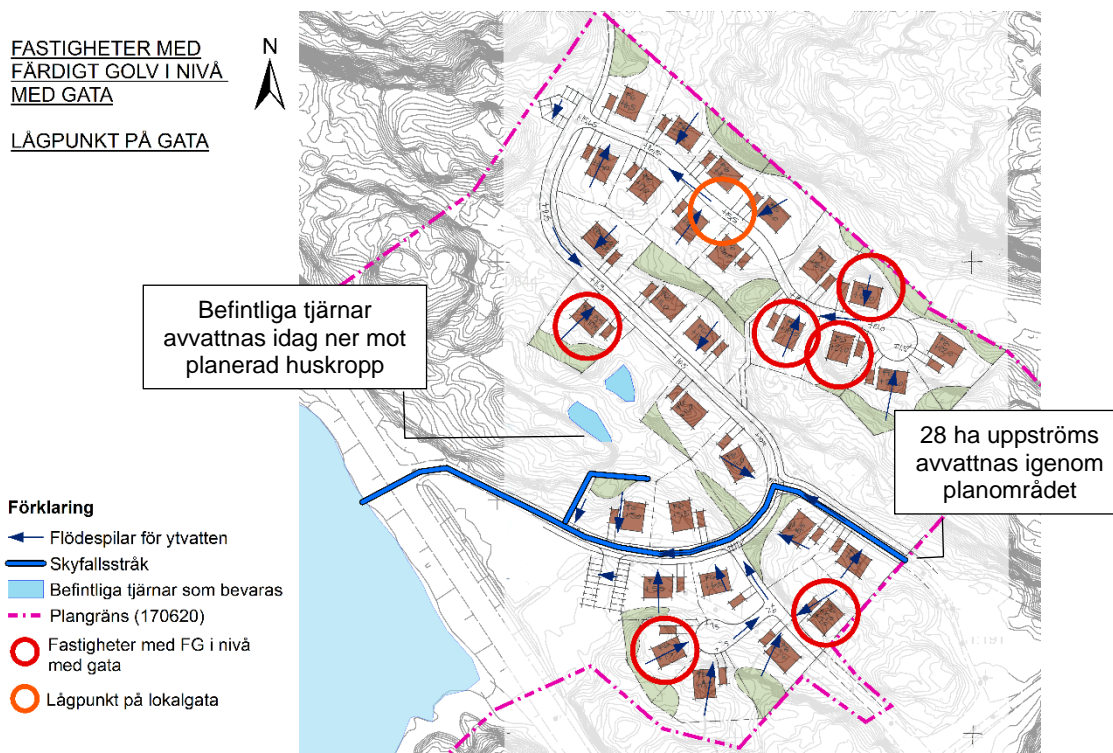 FASTIGHETER MED
FÄRDIGT GOLV I NIVÅ
MED GATA
LÅGPUNKT PÅ GATA
N
Befintliga tjärnar
avvattnas idag ner mot
planerad huskropp
28 ha uppströms
avvattnas igenom
planområdet
Förklaring
Flödespilar för ytvatten
Skyfallsstråk
Befintliga tjärnar som bevaras
Plangräns (170620)
Fastigheter med FG i nivå
med gata
Lågpunkt på lokalgata